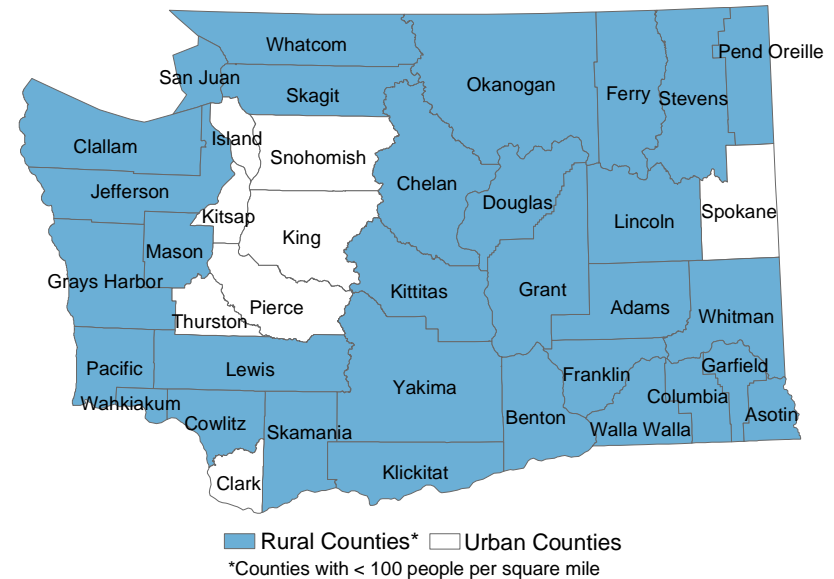 Whatcom
Pend Oreille
San Juan
Okanogan
Ferry
Stevens
Skagit
Island
Clallam
Snohomish
Chelan
Jefferson
Douglas
Kitsap
Lincoln
Spokane
King
Mason
Grays Harbor
Kittitas
Grant
Pierce
Adams
Whitman
Thurston
Pacific
Lewis
Garfield
Franklin
Yakima
Columbia
Wahkiakum
Asotin
Cowlitz
Benton
Skamania
Walla Walla
Klickitat
Clark
Rural Counties* Urban Counties
*Counties with < 100 people per square mile